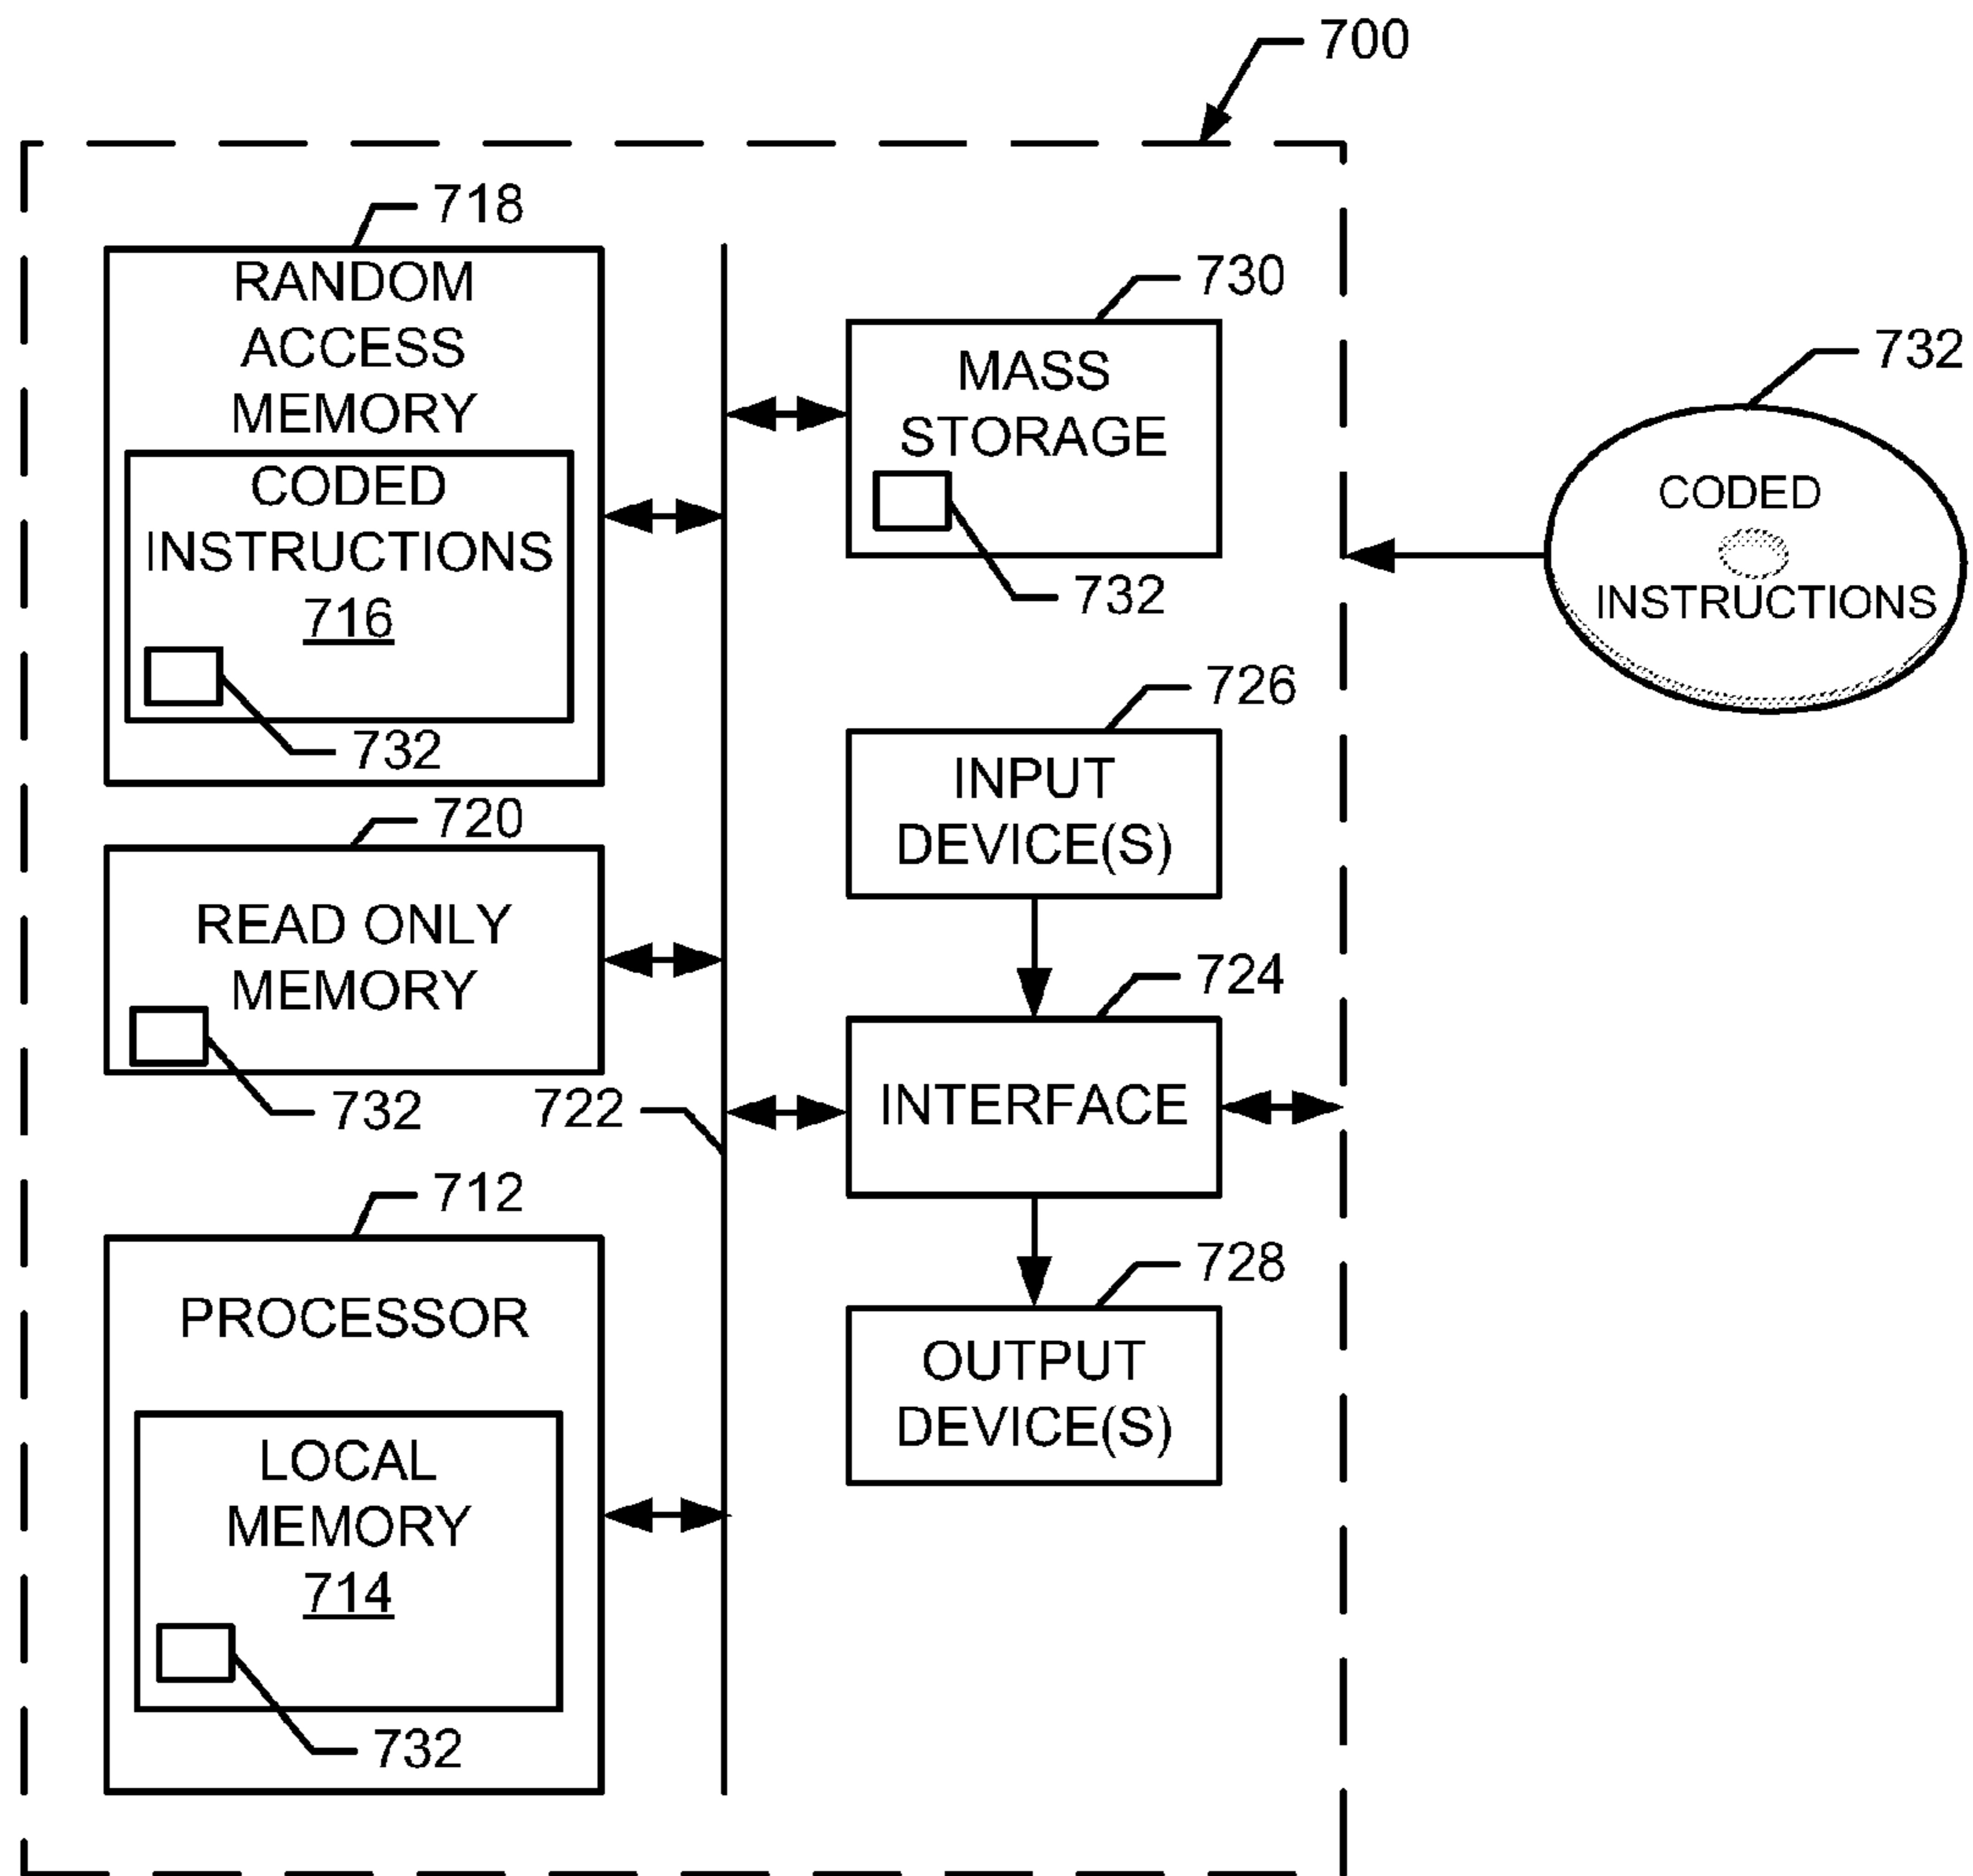 700
718
RANDOM
ACCESS
MEMORY
CODED
INSTRUCTIONS
716
732
720
READ ONLY
MEMORY
732
722
712
PROCESSOR
LOCAL
MEMORY
714
732
730
MASS
STORAGE
732
726
INPUT
DEVICE(S)
724
INTERFACE
728
OUTPUT
DEVICE(S)
732
CODED
INSTRUCTIONS